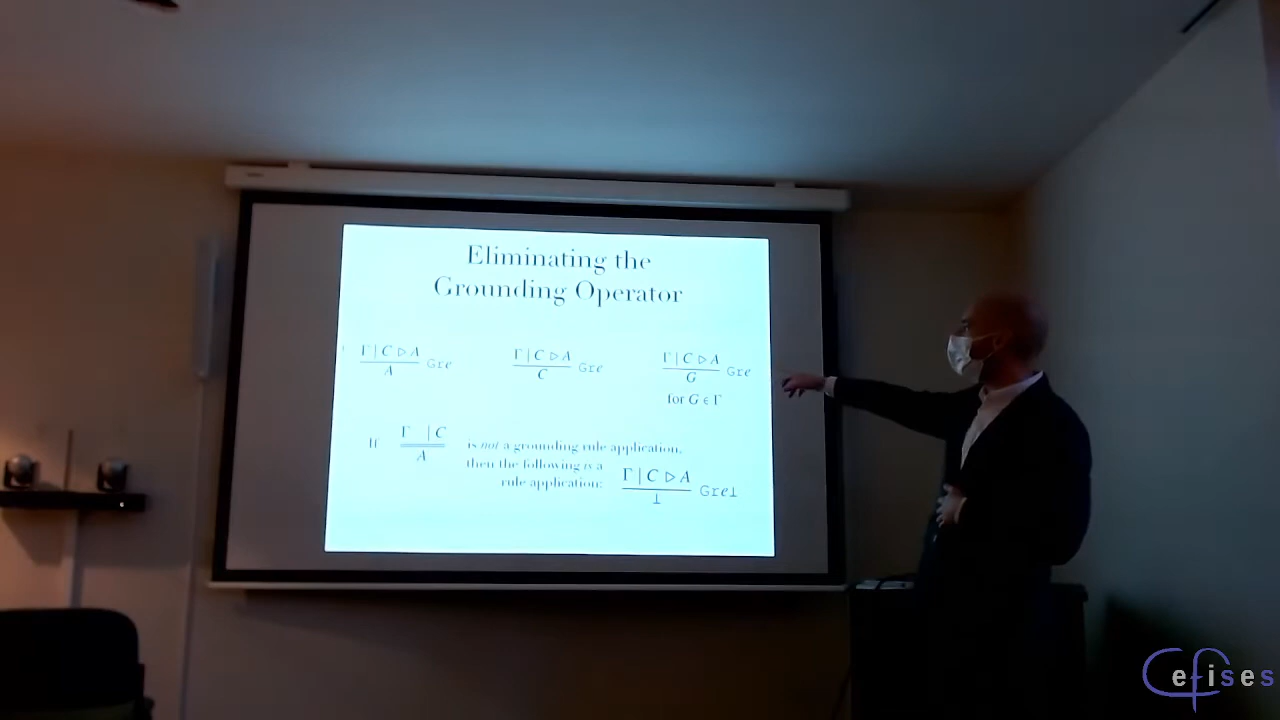 Eliminating the
Grounding Operator
Γ | C ▷ A
A
Gre
Γ | C ▷ A
C
Gre
Γ | C ▷ A
G
Gre
for G ∈ Γ
If
Γ | C
A
is not a grounding rule application,
then the following is a
rule application:
Γ | C ▷ A
⊥
Gre⊥
Cefises